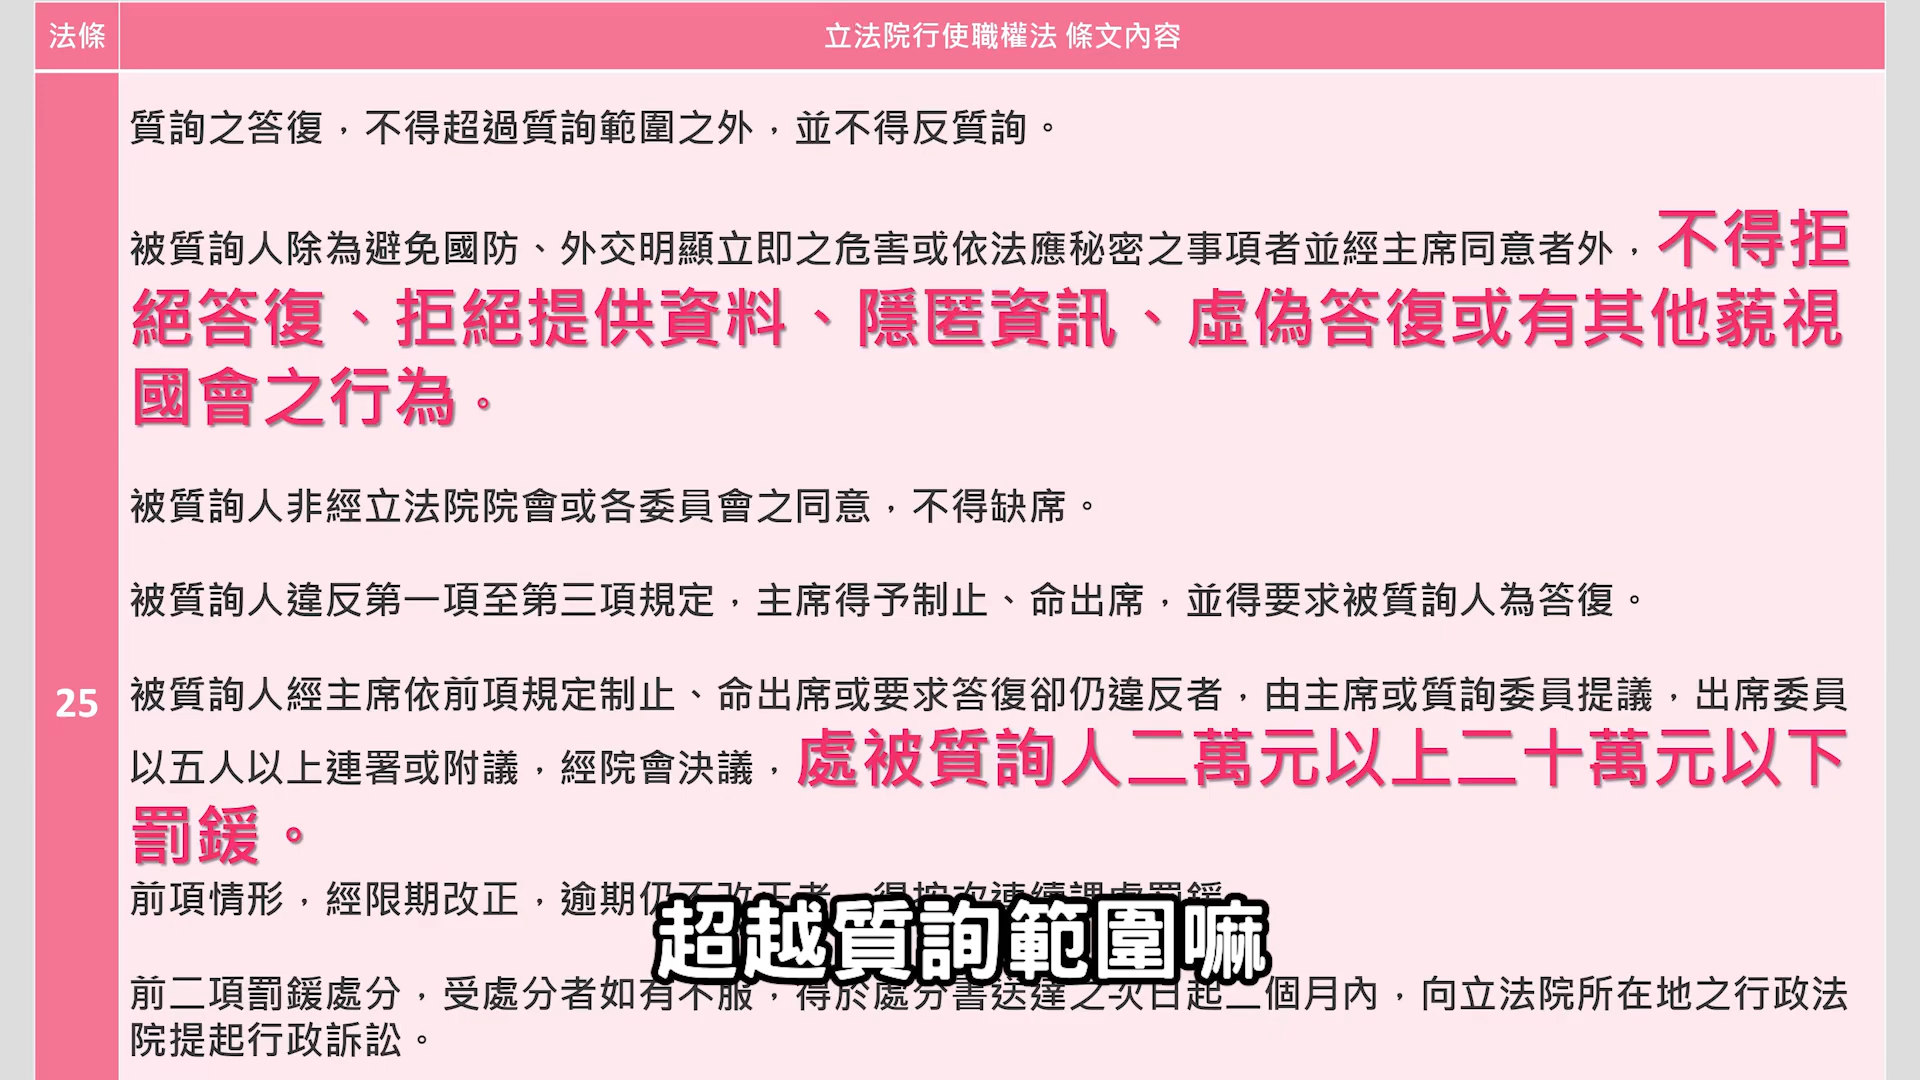 法條
立法院行使職權法 條文內容
25
質詢之答復，不得超過質詢範圍之外，並不得反質詢。
被質詢人除為避免國防、外交明顯立即之危害或依法應秘密之事項者並經主席同意者外，不得拒
絕答復、拒絕提供資料、隱匿資訊、虛偽答復或有其他藐視
國會之行為。
被質詢人非經立法院院會或各委員會之同意，不得缺席。
被質詢人違反第一項至第三項規定，主席得予制止、命出席，並得要求被質詢人為答復。
被質詢人經主席依前項規定制止、命出席或要求答復卻仍違反者，由主席或質詢委員提議，出席委員
以五人以上連署或附議，經院會決議，處被質詢人二萬元以上二十萬元以下
罰鍰。
前項情形，經限期改正，逾期仍不改正者，得按次連續課處罰鍰
超越質詢範圍嘛
前二項罰鍰處分，受處分者如有不服，得於處分書送達之次日起二個月內，向立法院所在地之行政法
院提起行政訴訟。